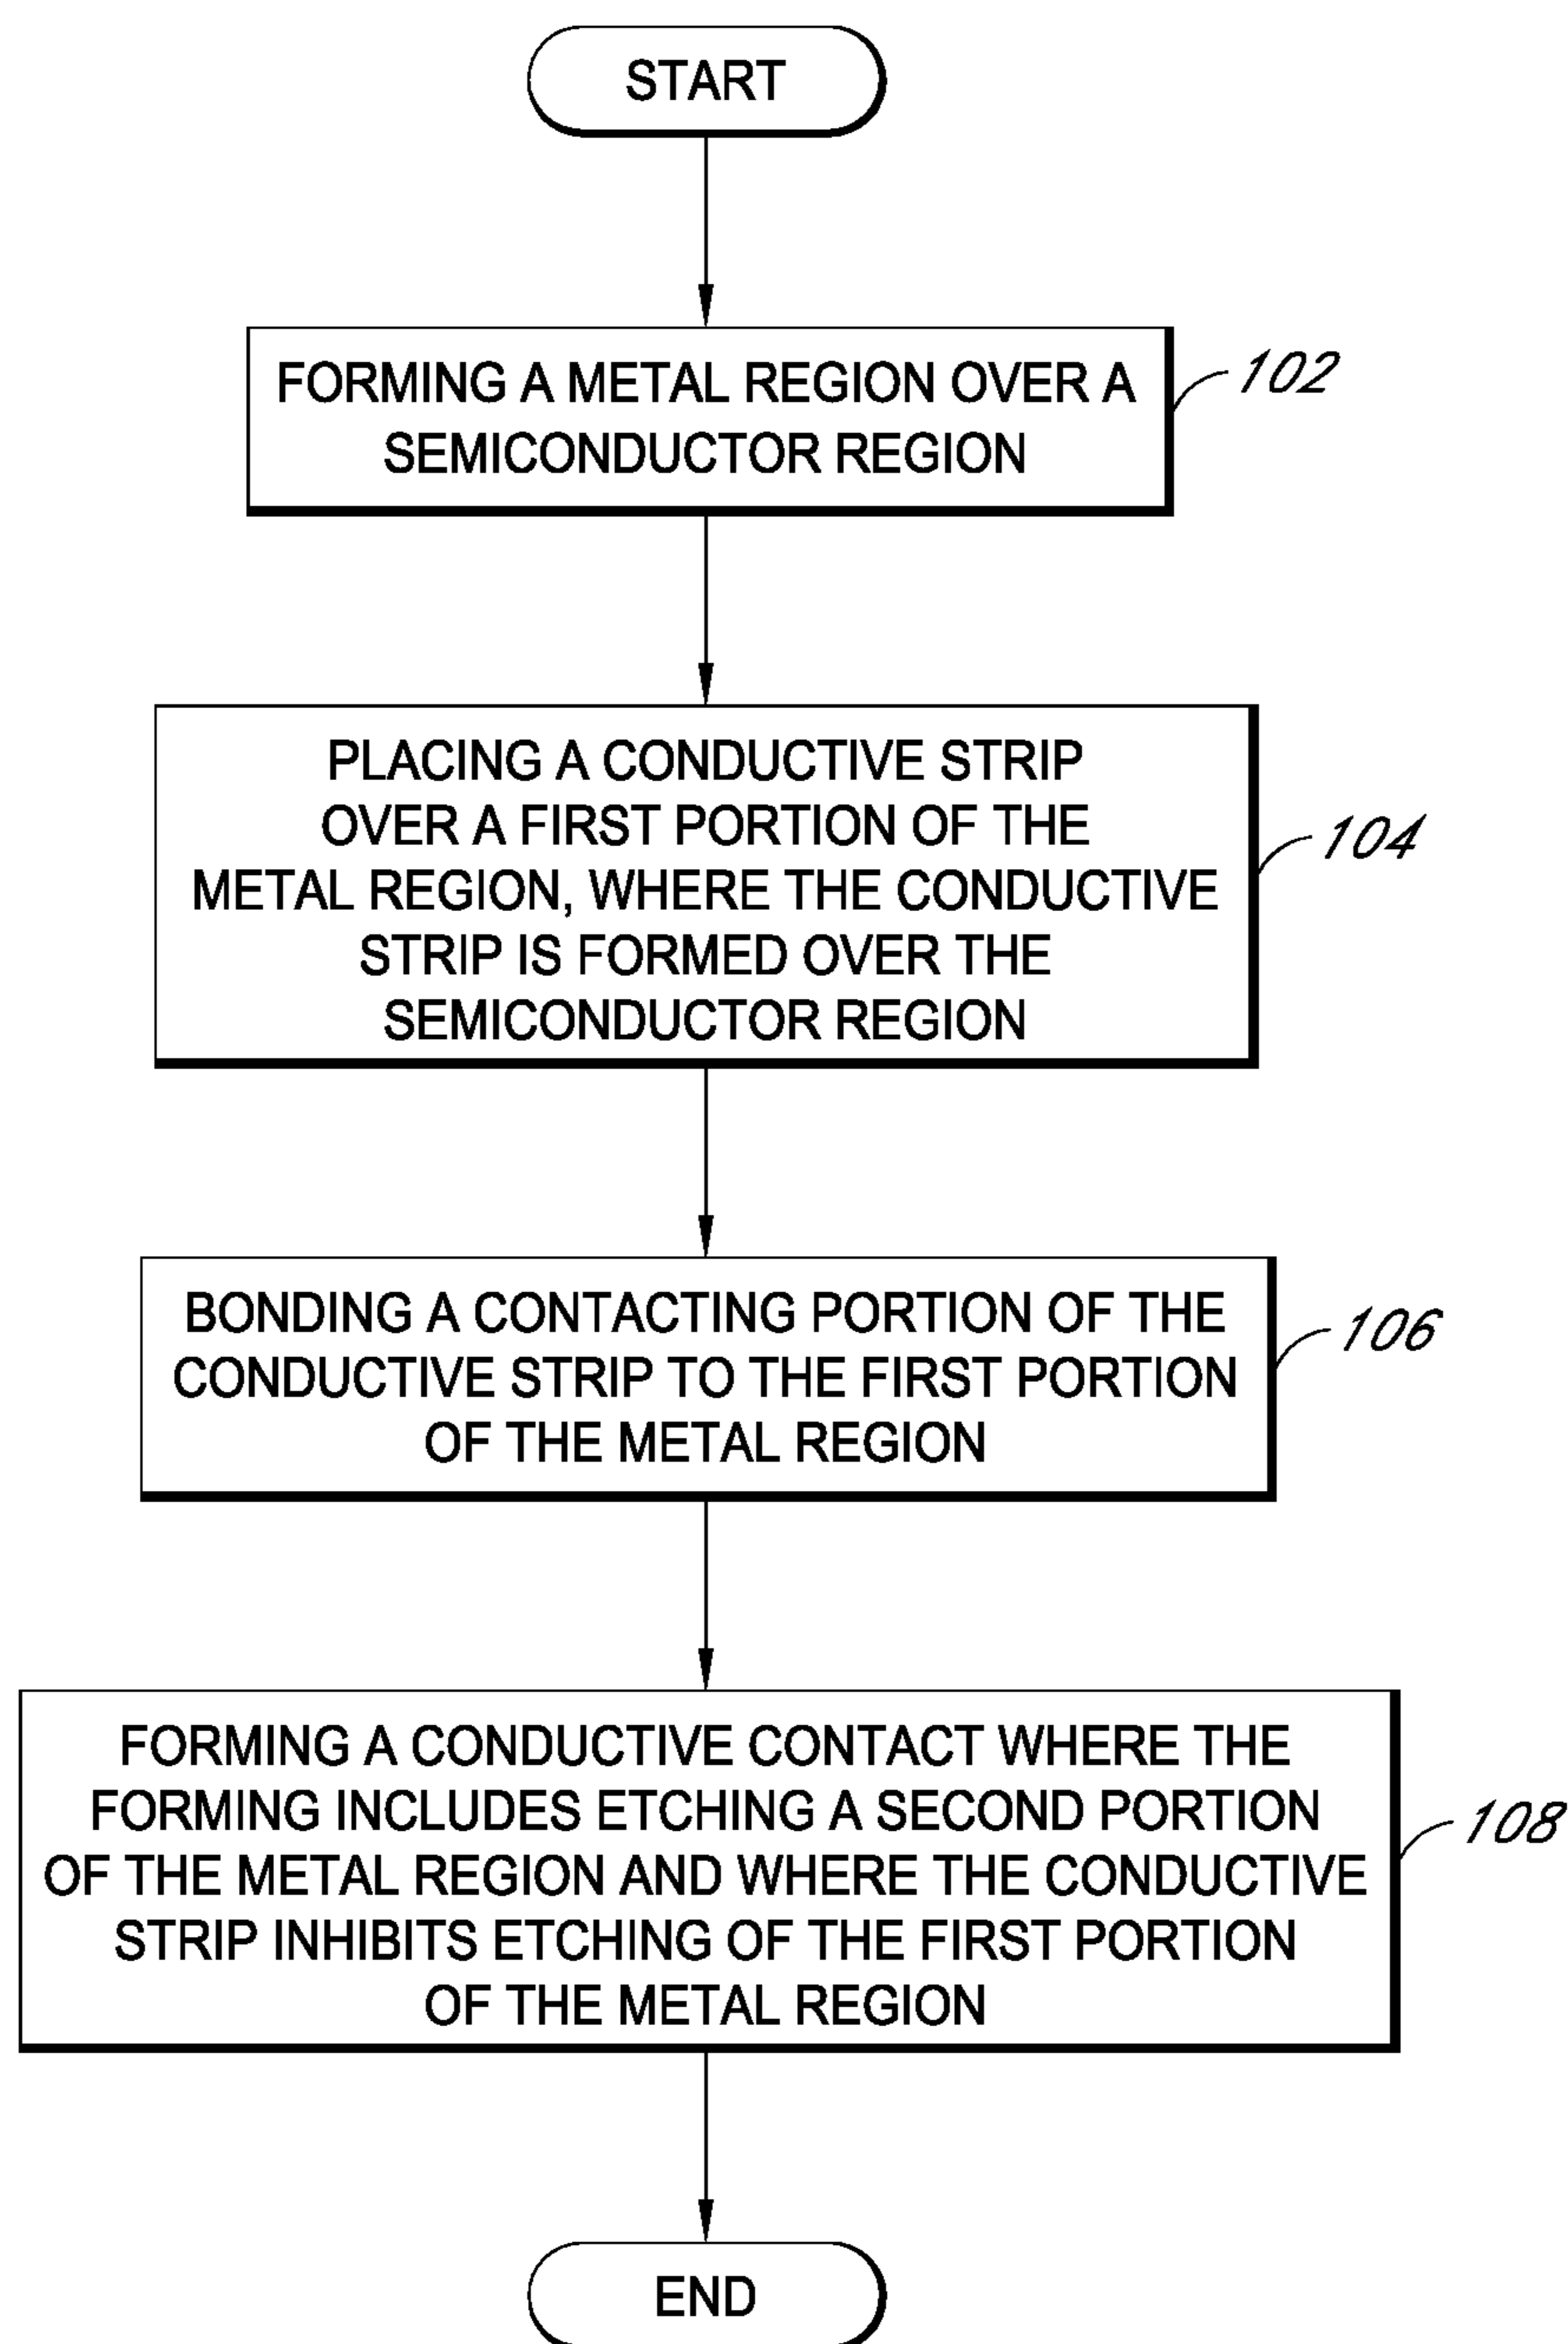 START
FORMING A METAL REGION OVER A
SEMICONDUCTOR REGION
102
PLACING A CONDUCTIVE STRIP
OVER A FIRST PORTION OF THE
METAL REGION, WHERE THE CONDUCTIVE
STRIP IS FORMED OVER THE
SEMICONDUCTOR REGION
104
BONDING A CONTACTING PORTION OF THE
CONDUCTIVE STRIP TO THE FIRST PORTION
OF THE METAL REGION
106
FORMING A CONDUCTIVE CONTACT WHERE THE
FORMING INCLUDES ETCHING A SECOND PORTION
OF THE METAL REGION AND WHERE THE CONDUCTIVE
STRIP INHIBITS ETCHING OF THE FIRST PORTION
OF THE METAL REGION
108
END